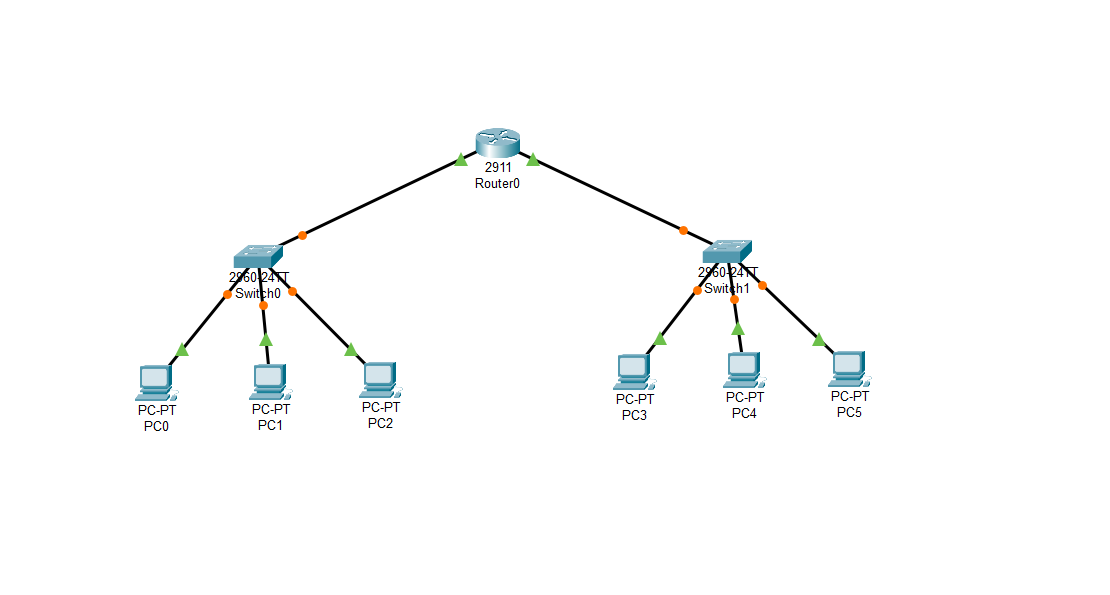 2911
Router0
2960-24TT
Switch0
2960-24TT
Switch1
PC-PT
PC0
PC-PT
PC1
PC-PT
PC2
PC-PT
PC3
PC-PT
PC4
PC-PT
PC5